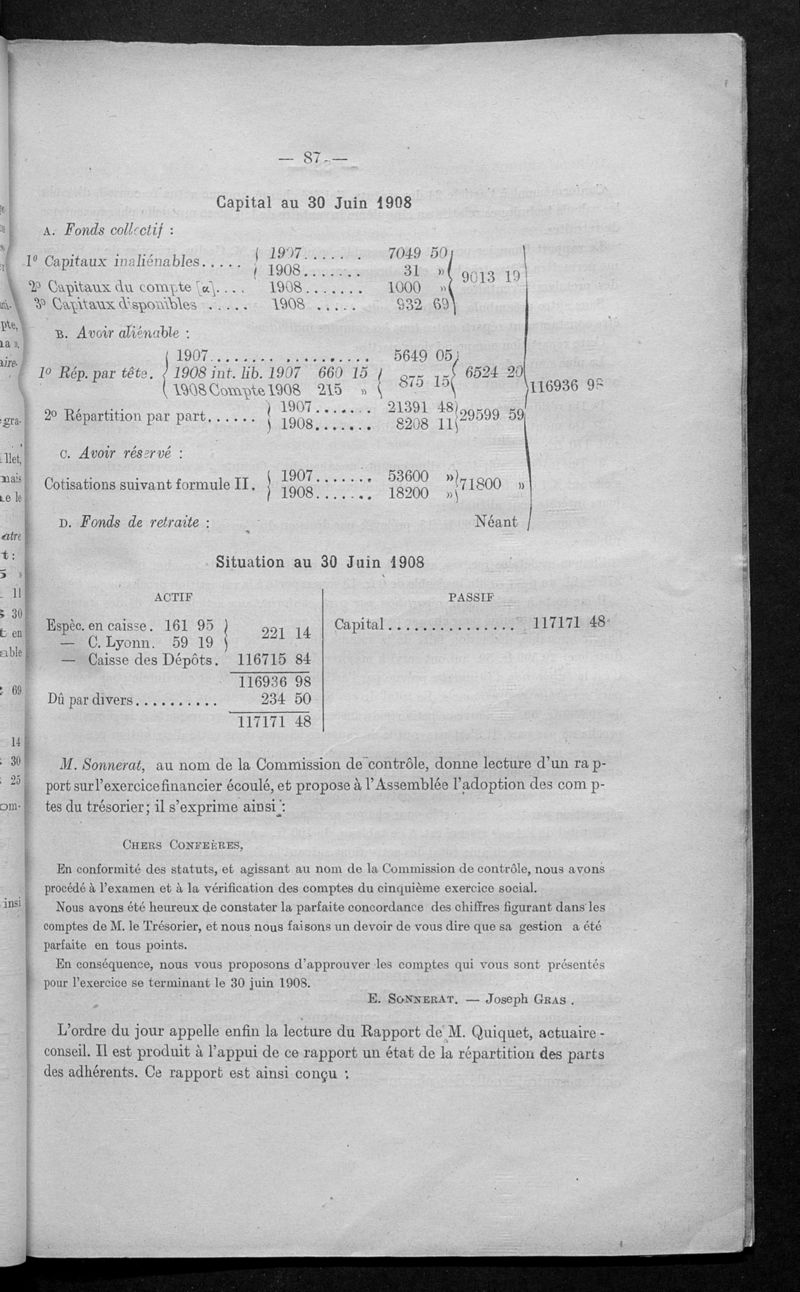 — 87 —
Capital au 30 Juin 1908
A. Fonds collectif :
1º Capitaux inaliénables..... { 1907....... 7049 50
1908....... 31 » } 9013 19
2º Capitaux du compte [α].... 1908....... 1000 »
3º Capitaux disponibles ..... 1908 ..... 932 69
B. Avoir aliénable :
1907.................... 5649 05
1º Rép. par tête. { 1908 int. lib. 1907 660 15 } 875 15 } 6524 20
1908 Compte 1908 215 »
116936 98
2º Répartition par part...... { 1907....... 21391 48
1908....... 8208 11 } 29599 59
C. Avoir réservé :
Cotisations suivant formule II. { 1907....... 53600 »
1908....... 18200 » } 71800 »
D. Fonds de retraite : Néant
Situation au 30 Juin 1908
ACTIF
Espèc. en caisse. 161 95
— C. Lyonn. 59 19 } 221 14
— Caisse des Dépôts. 116715 84
116936 98
Dû par divers.......... 234 50
117171 48
PASSIF
Capital............... 117171 48
M. Sonnerat, au nom de la Commission de contrôle, donne lecture d'un rap-
port sur l'exercice financier écoulé, et propose à l'Assemblée l'adoption des comp-
tes du trésorier; il s'exprime ainsi :
CHERS CONFRÈRES,
En conformité des statuts, et agissant au nom de la Commission de contrôle, nous avons
procédé à l'examen et à la vérification des comptes du cinquième exercice social.
Nous avons été heureux de constater la parfaite concordance des chiffres figurant dans les
comptes de M. le Trésorier, et nous nous faisons un devoir de vous dire que sa gestion a été
parfaite en tous points.
En conséquence, nous vous proposons d'approuver les comptes qui vous sont présentés
pour l'exercice se terminant le 30 juin 1908.
E. SONNERAT. — Joseph GRAS .
L'ordre du jour appelle enfin la lecture du Rapport de M. Quiquet, actuaire-
conseil. Il est produit à l'appui de ce rapport un état de la répartition des parts
des adhérents. Ce rapport est ainsi conçu :